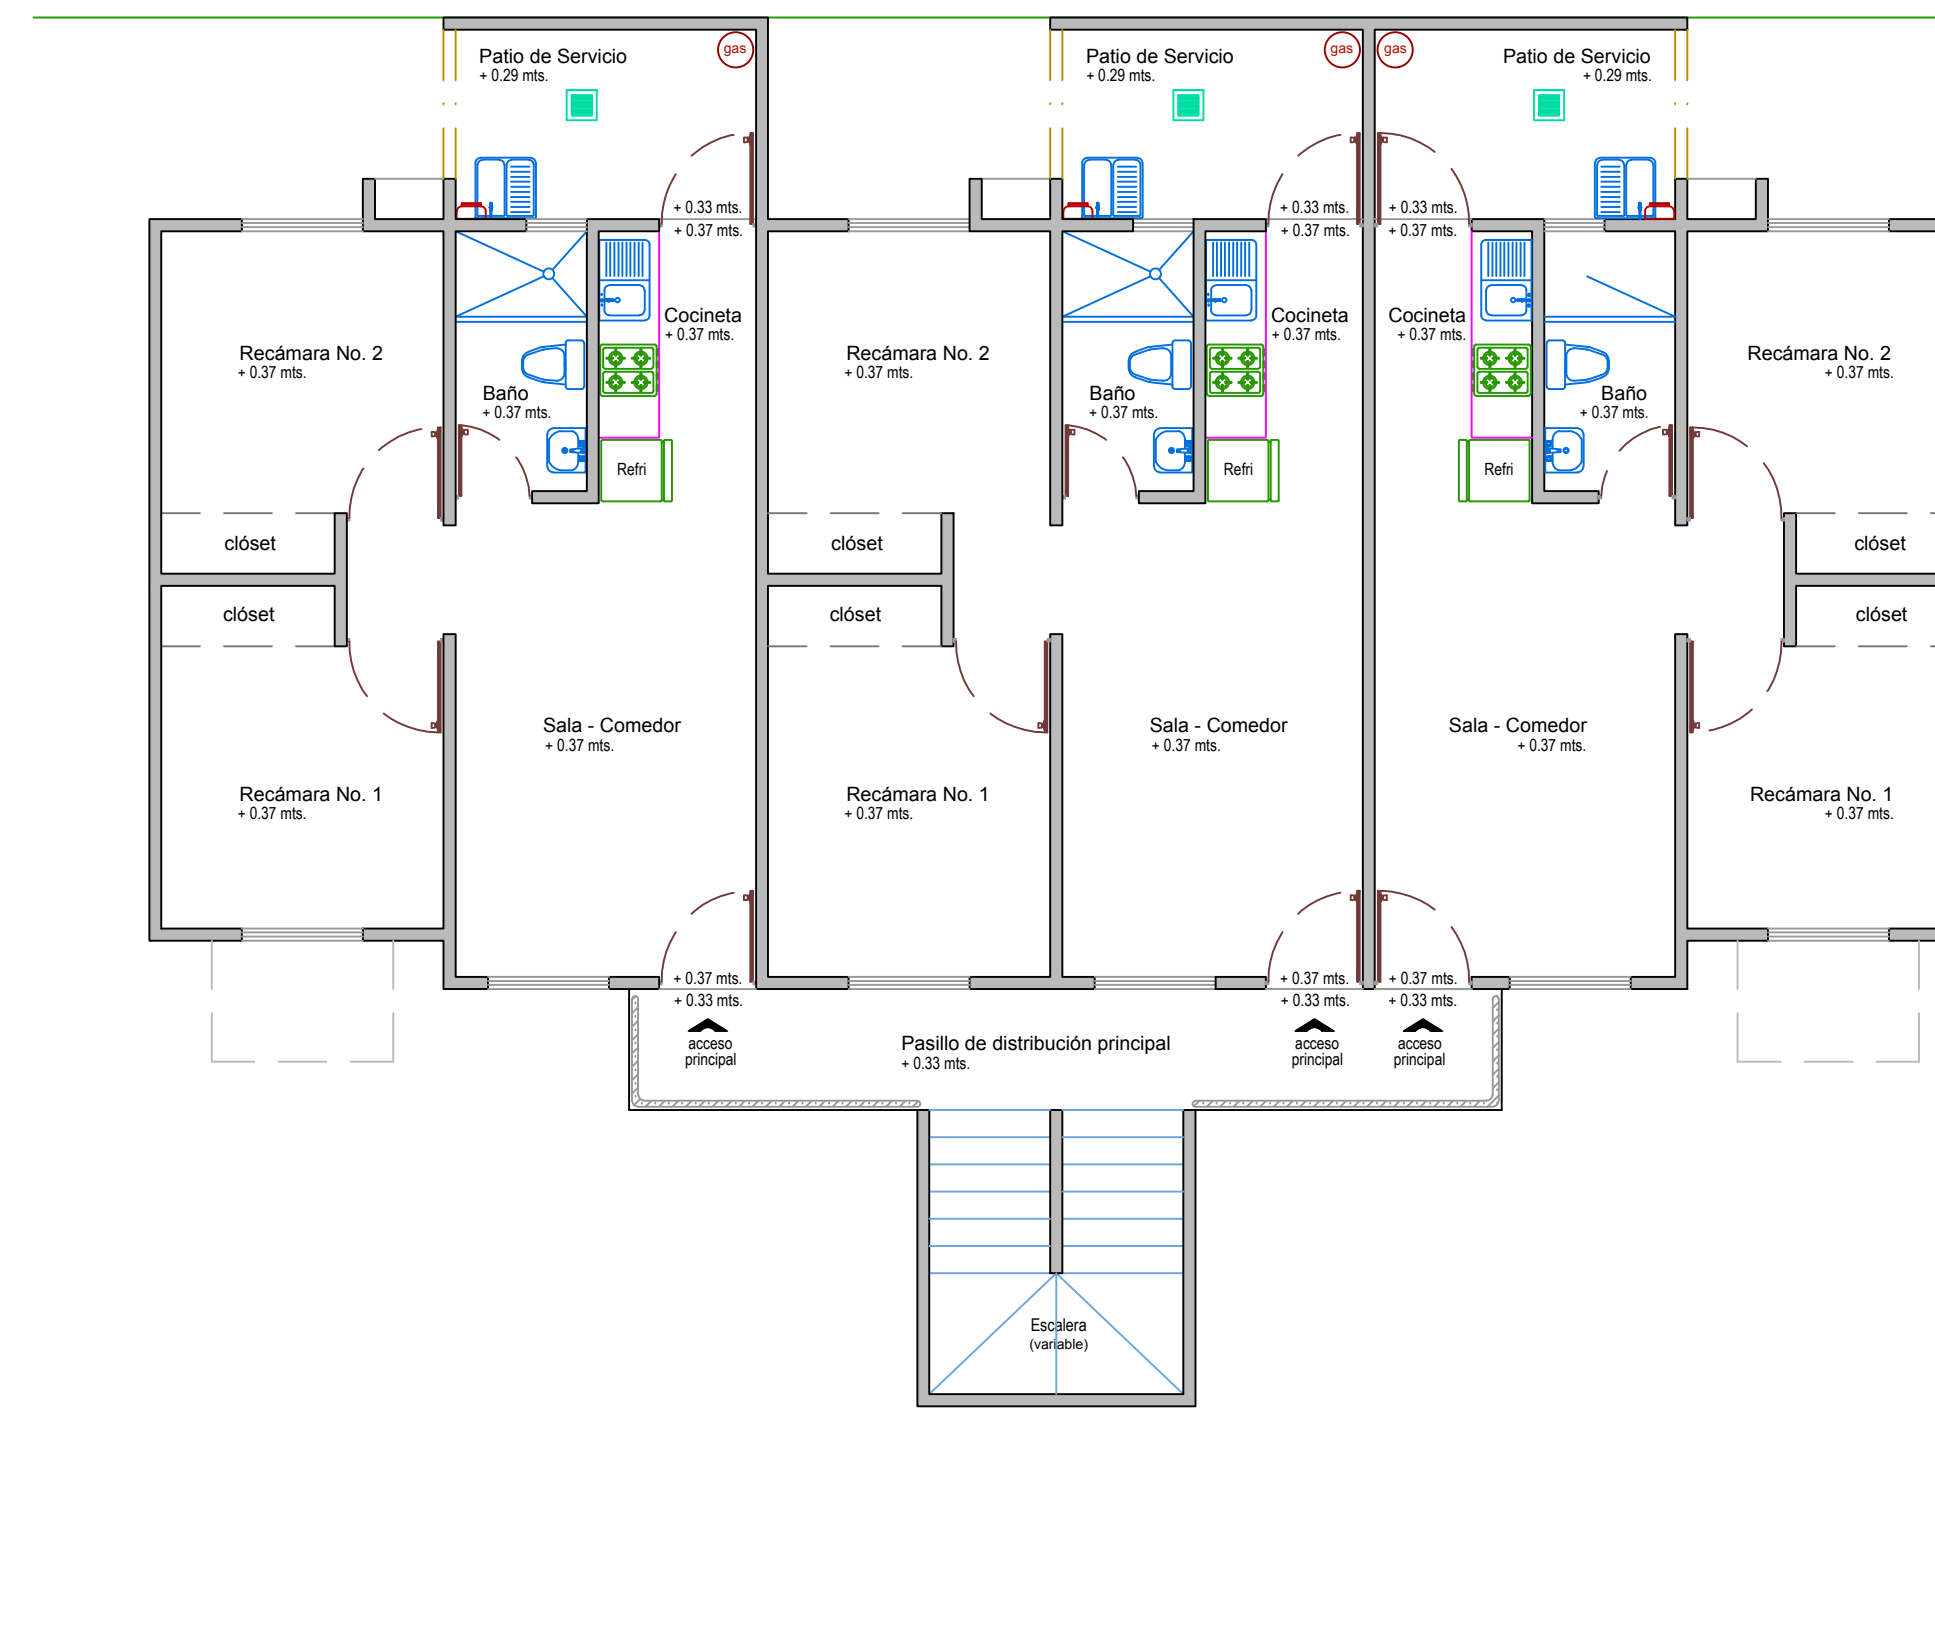 Patio de Servicio
+ 0.29 mts.
gas
Patio de Servicio
+ 0.29 mts.
gas
gas
Patio de Servicio
+ 0.29 mts.
+ 0.33 mts.
+ 0.37 mts.
+ 0.33 mts.
+ 0.37 mts.
+ 0.33 mts.
+ 0.37 mts.
Cocineta
+ 0.37 mts.
Cocineta
+ 0.37 mts.
Cocineta
+ 0.37 mts.
Recámara No. 2
+ 0.37 mts.
Recámara No. 2
+ 0.37 mts.
Recámara No. 2
+ 0.37 mts.
Baño
+ 0.37 mts.
Baño
+ 0.37 mts.
Baño
+ 0.37 mts.
Refri
Refri
Refri
clóset
clóset
clóset
clóset
clóset
clóset
Sala - Comedor
+ 0.37 mts.
Sala - Comedor
+ 0.37 mts.
Sala - Comedor
+ 0.37 mts.
Recámara No. 1
+ 0.37 mts.
Recámara No. 1
+ 0.37 mts.
Recámara No. 1
+ 0.37 mts.
+ 0.37 mts.
+ 0.33 mts.
+ 0.37 mts.
+ 0.33 mts.
+ 0.37 mts.
+ 0.33 mts.
acceso
principal
Pasillo de distribución principal
+ 0.33 mts.
acceso
principal
acceso
principal
Escalera
(variable)